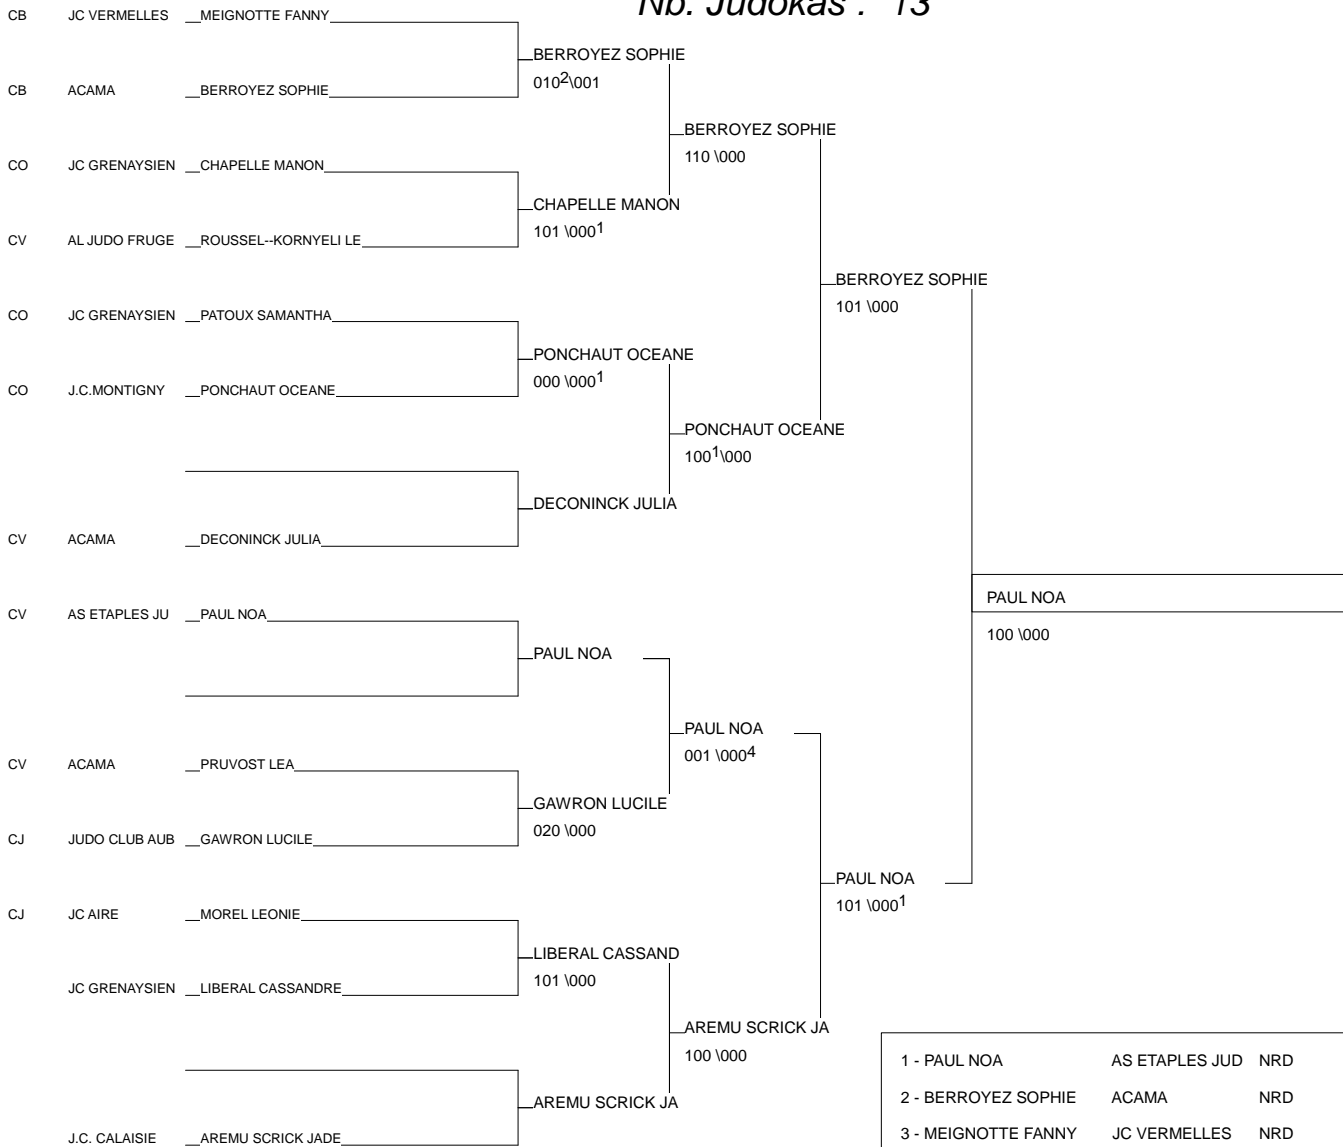 Nb. Judokas : 13
CB JC VERMELLES MEIGNOTTE FANNY
BERROYEZ SOPHIE
010²\001
CB ACAMA BERROYEZ SOPHIE
BERROYEZ SOPHIE
110 \000
CO JC GRENAYSIEN CHAPELLE MANON
CHAPELLE MANON
101 \000¹
CV AL JUDO FRUGE ROUSSEL--KORNYELI LE
BERROYEZ SOPHIE
101 \000
CO JC GRENAYSIEN PATOUX SAMANTHA
PONCHAUT OCEANE
000 \000¹
CO J.C.MONTIGNY PONCHAUT OCEANE
PONCHAUT OCEANE
100¹\000
DECONINCK JULIA
CV ACAMA DECONINCK JULIA
PAUL NOA
100 \000
CV AS ETAPLES JU PAUL NOA
PAUL NOA
PAUL NOA
001 \000⁴
CV ACAMA PRUVOST LEA
GAWRON LUCILE
020 \000
CJ JUDO CLUB AUB GAWRON LUCILE
PAUL NOA
101 \000¹
CJ JC AIRE MOREL LEONIE
LIBERAL CASSAND
101 \000
JC GRENAYSIEN LIBERAL CASSANDRE
AREMU SCRICK JA
100 \000
AREMU SCRICK JA
J.C. CALAISIE AREMU SCRICK JADE
1 - PAUL NOA AS ETAPLES JUD NRD
2 - BERROYEZ SOPHIE ACAMA NRD
3 - MEIGNOTTE FANNY JC VERMELLES NRD